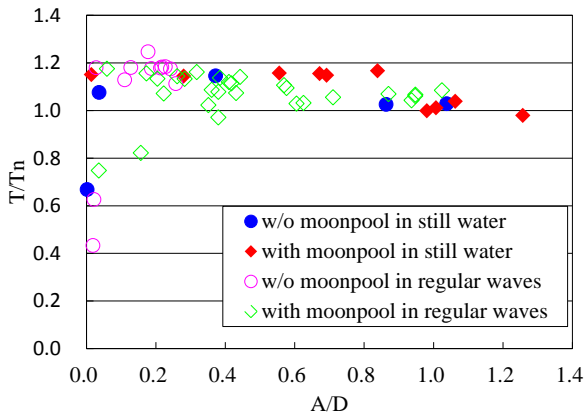 T/Tn
1.4
1.2
1.0
0.8
0.6
0.4
0.2
0.0
w/o moonpool in still water
with moonpool in still water
w/o moonpool in regular waves
with moonpool in regular waves
0.0 0.2 0.4 0.6 0.8 1.0 1.2 1.4
A/D